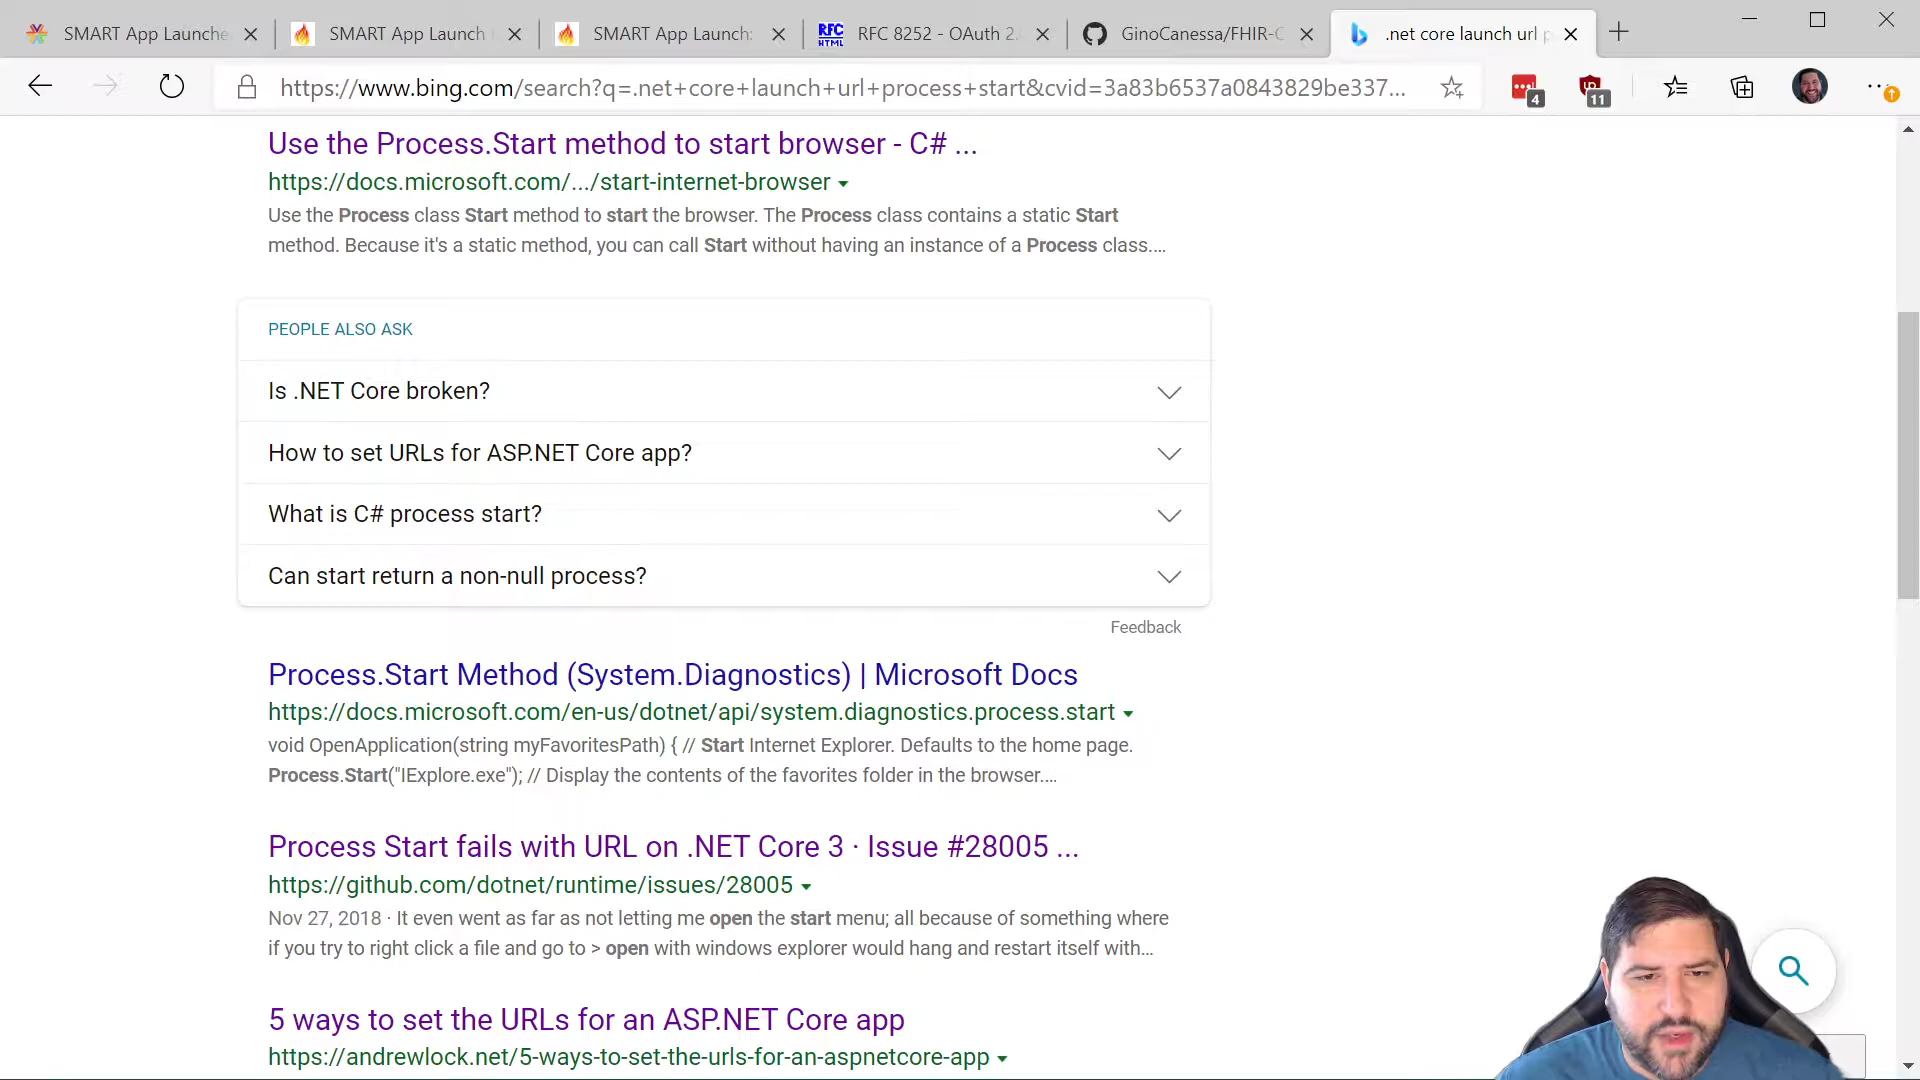 SMART App Launche
SMART App Launch
SMART App Launch:
RFC
HTML
RFC 8252 - OAuth 2.
GinoCanessa/FHIR-C
.net core launch url p
https://www.bing.com/search?q=.net+core+launch+url+process+start&cvid=3a83b6537a0843829be337...
4
11
Use the Process.Start method to start browser - C# ...
https://docs.microsoft.com/.../start-internet-browser
Use the Process class Start method to start the browser. The Process class contains a static Start
method. Because it's a static method, you can call Start without having an instance of a Process class....
PEOPLE ALSO ASK
Is .NET Core broken?
How to set URLs for ASP.NET Core app?
What is C# process start?
Can start return a non-null process?
Feedback
Process.Start Method (System.Diagnostics) | Microsoft Docs
https://docs.microsoft.com/en-us/dotnet/api/system.diagnostics.process.start
void OpenApplication(string myFavoritesPath) { // Start Internet Explorer. Defaults to the home page.
Process.Start("IExplore.exe"); // Display the contents of the favorites folder in the browser....
Process Start fails with URL on .NET Core 3 · Issue #28005 ...
https://github.com/dotnet/runtime/issues/28005
Nov 27, 2018 · It even went as far as not letting me open the start menu; all because of something where
if you try to right click a file and go to > open with windows explorer would hang and restart itself with...
5 ways to set the URLs for an ASP.NET Core app
https://andrewlock.net/5-ways-to-set-the-urls-for-an-aspnetcore-app